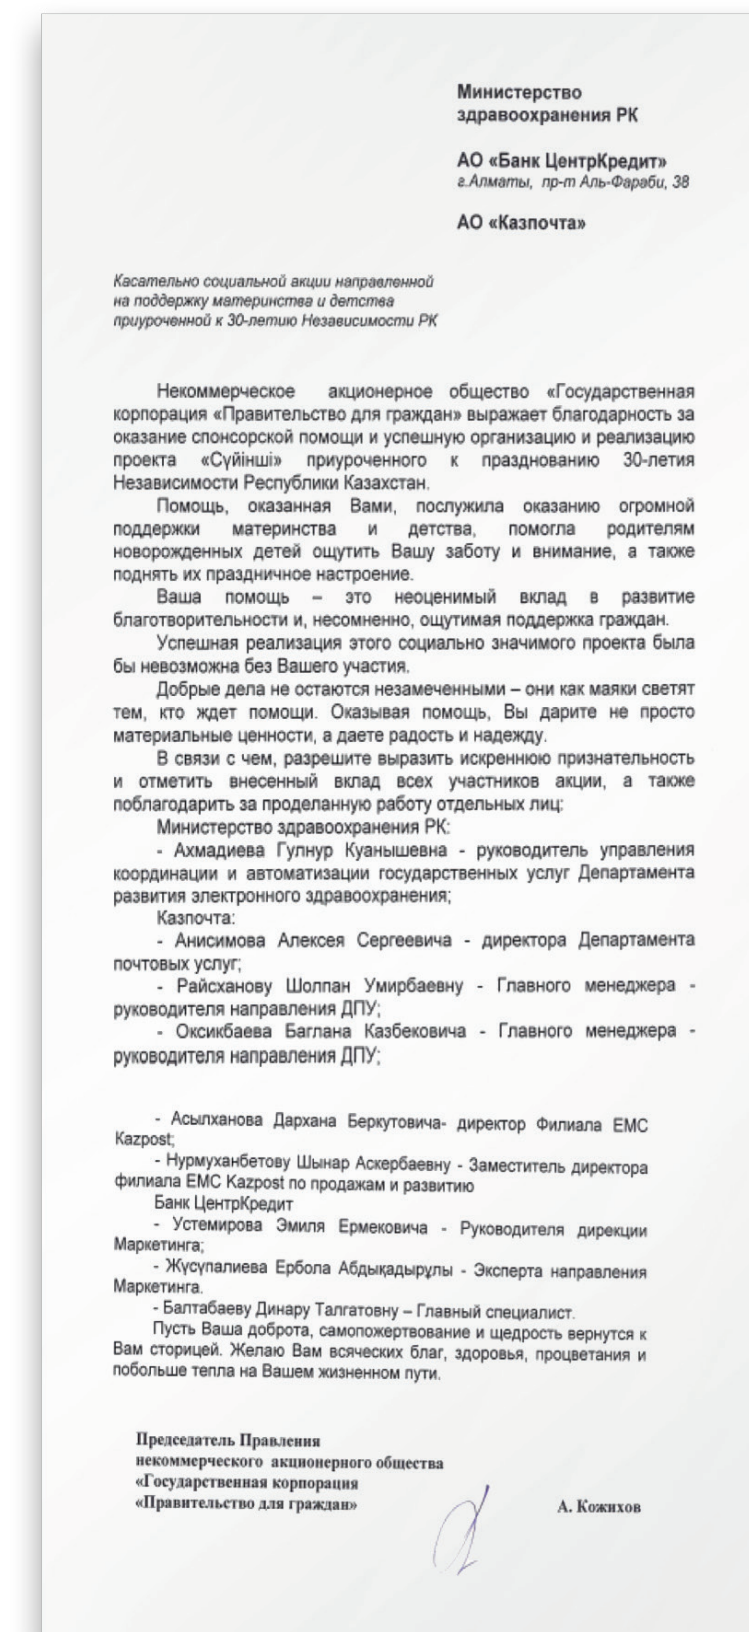 Министерство
здравоохранения РК
АО «Банк ЦентрКредит»
г.Алматы, пр-т Аль-Фараби, 38
АО «Казпочта»
Касательно социальной акции направленной
на поддержку материнства и детства
приуроченной к 30-летию Независимости РК
Некоммерческое акционерное общество «Государственная
корпорация «Правительство для граждан» выражает благодарность за
оказание спонсорской помощи и успешную организацию и реализацию
проекта «Сүйінші» приуроченного к празднованию 30-летия
Независимости Республики Казахстан.
Помощь, оказанная Вами, послужила оказанию огромной
поддержки материнства и детства, помогла родителям
новорожденных детей ощутить Вашу заботу и внимание, а также
поднять их праздничное настроение.
Ваша помощь – это неоценимый вклад в развитие
благотворительности и, несомненно, ощутимая поддержка граждан.
Успешная реализация этого социально значимого проекта была
бы невозможна без Вашего участия.
Добрые дела не остаются незамеченными – они как маяки светят
тем, кто ждет помощи. Оказывая помощь, Вы дарите не просто
материальные ценности, а даете радость и надежду.
В связи с чем, разрешите выразить искреннюю признательность
и отметить внесенный вклад всех участников акции, а также
поблагодарить за проделанную работу отдельных лиц:
Министерство здравоохранения РК:
- Ахмадиева Гулнур Куанышевна - руководитель управления
координации и автоматизации государственных услуг Департамента
развития электронного здравоохранения;
Казпочта:
- Анисимова Алексея Сергеевича - директора Департамента
почтовых услуг;
- Райсханову Шолпан Умирбаевну - Главного менеджера -
руководителя направления ДПУ;
- Оксикбаева Баглана Казбековича - Главного менеджера -
руководителя направления ДПУ;
- Асылханова Дархана Беркутовича- директор Филиала ЕМС
Kazpost;
- Нурмуханбетову Шынар Аскербаевну - Заместитель директора
филиала EMC Kazpost по продажам и развитию
Банк ЦентрКредит
- Устемирова Эмиля Ермековича - Руководителя дирекции
Маркетинга;
- Жүсүпалиева Ербола Абдықадырұлы - Эксперта направления
Маркетинга.
- Балтабаеву Динару Талгатовну – Главный специалист.
Пусть Ваша доброта, самопожертвование и щедрость вернутся к
Вам сторицей. Желаю Вам всяческих благ, здоровья, процветания и
побольше тепла на Вашем жизненном пути.
Председатель Правления
некоммерческого акционерного общества
«Государственная корпорация
«Правительство для граждан»
А. Кожихов